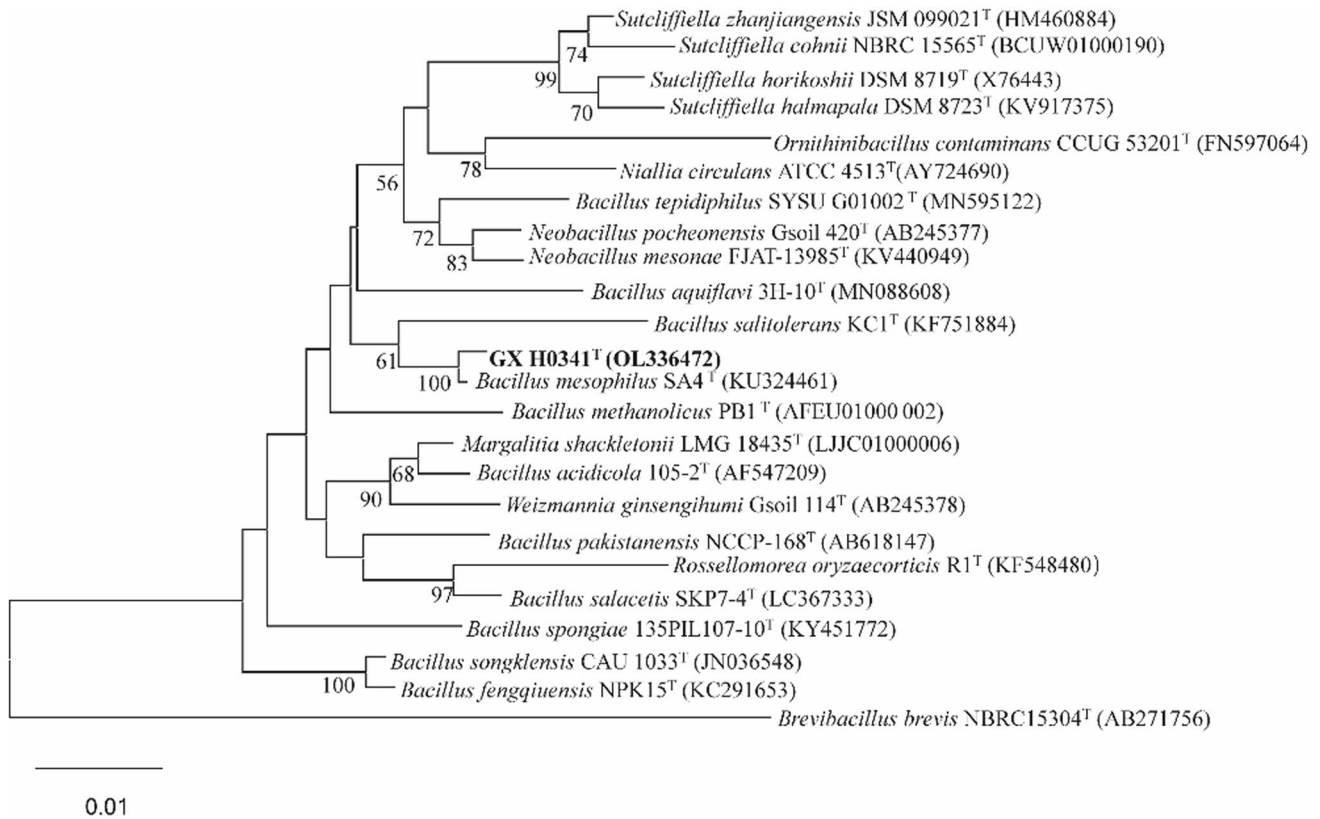 Sutcliffiella zhanjiangensis JSM 099021ᵀ (HM460884)
74
Sutcliffiella cohnii NBRC 15565ᵀ (BCUW01000190)
99
Sutcliffiella horikoshii DSM 8719ᵀ (X76443)
70
Sutcliffiella halmapala DSM 8723ᵀ (KV917375)
Ornithinibacillus contaminans CCUG 53201ᵀ (FN597064)
78
Niallia circulans ATCC 4513ᵀ(AY724690)
56
Bacillus tepidiphilus SYSU G01002ᵀ (MN595122)
72
Neobacillus pocheonensis Gsoil 420ᵀ (AB245377)
83
Neobacillus mesonae FJAT-13985ᵀ (KV440949)
Bacillus aquiflavi 3H-10ᵀ (MN088608)
Bacillus salitolerans KC1ᵀ (KF751884)
61
GX H0341ᵀ (OL336472)
100
Bacillus mesophilus SA4ᵀ (KU324461)
Bacillus methanolicus PB1ᵀ (AFEU01000 002)
Margalitia shackletonii LMG 18435ᵀ (LJJC01000006)
68
Bacillus acidicola 105-2ᵀ (AF547209)
90
Weizmannia ginsengihumi Gsoil 114ᵀ (AB245378)
Bacillus pakistanensis NCCP-168ᵀ (AB618147)
Rossellomorea oryzaecorticis R1ᵀ (KF548480)
97
Bacillus salacetis SKP7-4ᵀ (LC367333)
Bacillus spongiae 135PIL107-10ᵀ (KY451772)
Bacillus songklensis CAU 1033ᵀ (JN036548)
100
Bacillus fengqiuensis NPK15ᵀ (KC291653)
Brevibacillus brevis NBRC15304ᵀ (AB271756)
0.01